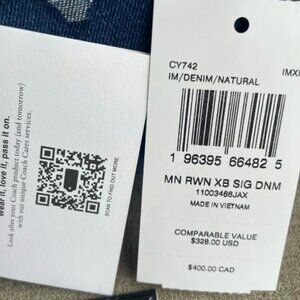 Wear it, love it, pass it on.
Look after your Coach product today (and tomorrow)
with our unique Coach Cares services.
SCAN TO FIND OUT MORE
CY742
IM/DENIM/NATURAL
IMXI
1 96395 66482 5
MN RWN XB SIG DNM
11003466JAX
MADE IN VIETNAM
COMPARABLE VALUE
$328.00 USD
$400.00 CAD